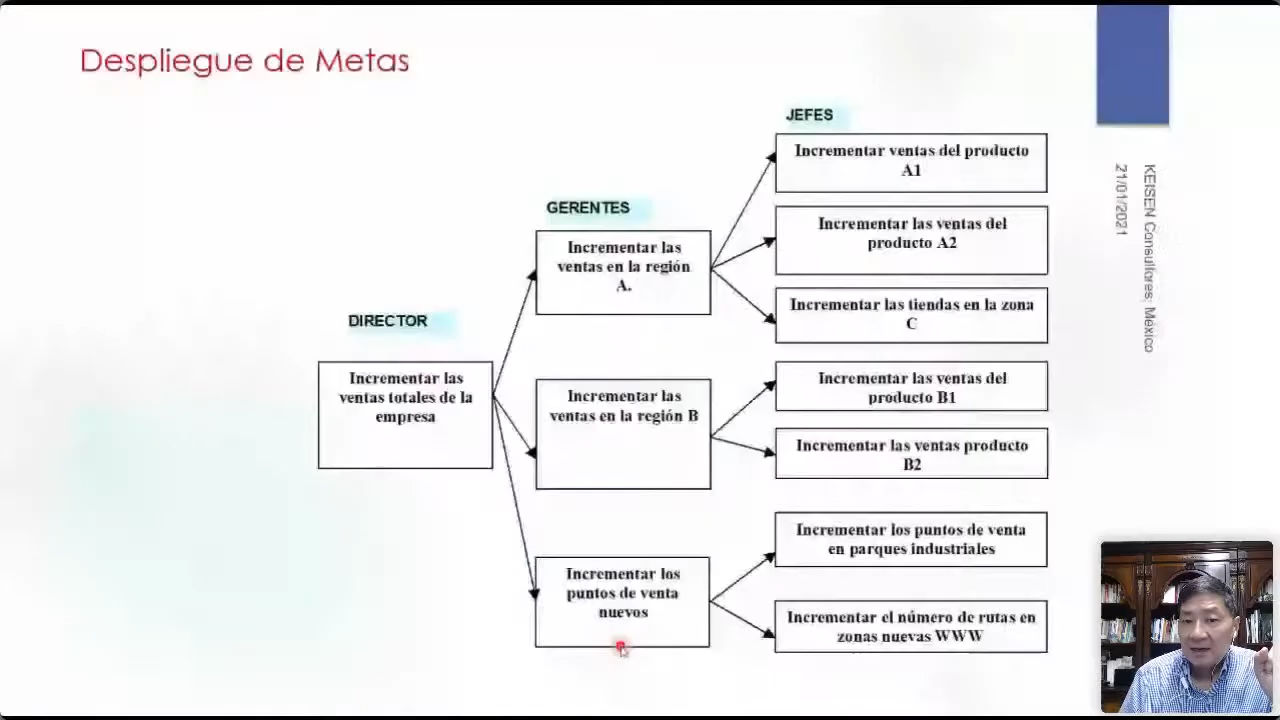 Despliegue de Metas
JEFES
Incrementar ventas del producto
A1
GERENTES
Incrementar las ventas del
producto A2
Incrementar las
ventas en la región
A.
Incrementar las tiendas en la zona
C
DIRECTOR
Incrementar las
ventas totales de la
empresa
Incrementar las ventas del
producto B1
Incrementar las
ventas en la región B
Incrementar las ventas producto
B2
Incrementar los puntos de venta
en parques industriales
Incrementar los
puntos de venta
nuevos
Incrementar el número de rutas en
zonas nuevas WWW
KEISEN Consultores: México
21/01/2021